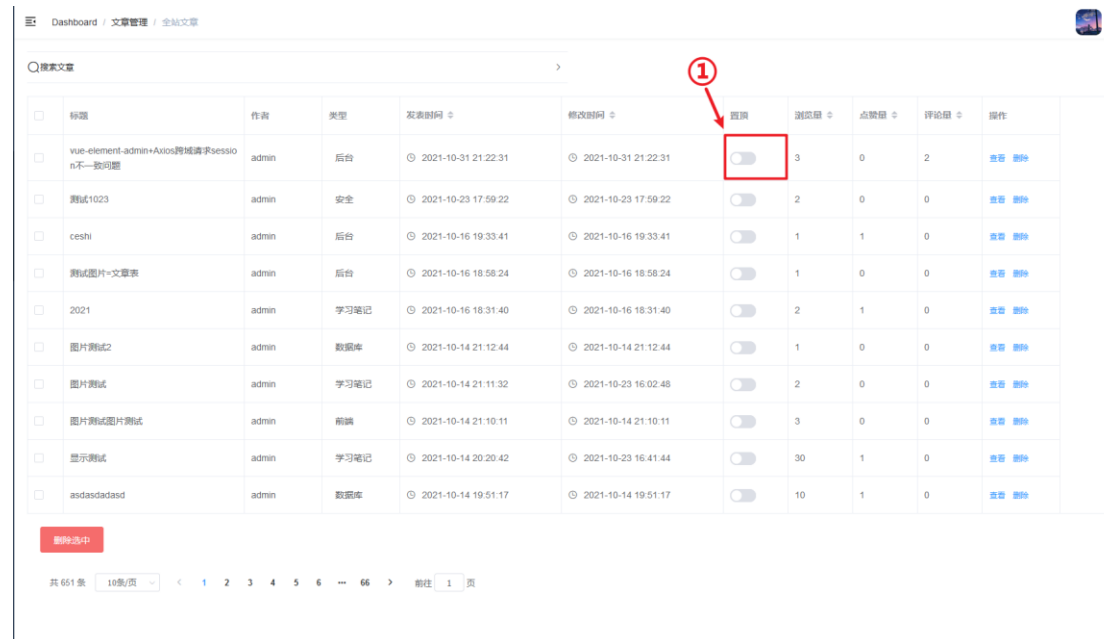 Dashboard / 文章管理 / 全站文章
搜索文章
①
标题 作者 类型 发表时间 修改时间 置顶 浏览量 点赞量 评论量 操作
vue-element-admin+Axios跨域请求sessio
n不一致问题 admin 后台 2021-10-31 21:22:31 2021-10-31 21:22:31 3 0 2 查看 删除
测试1023 admin 安全 2021-10-23 17:59:22 2021-10-23 17:59:22 2 0 0 查看 删除
ceshi admin 后台 2021-10-16 19:33:41 2021-10-16 19:33:41 1 1 0 查看 删除
测试图片=文章表 admin 后台 2021-10-16 18:58:24 2021-10-16 18:58:24 1 0 0 查看 删除
2021 admin 学习笔记 2021-10-16 18:31:40 2021-10-16 18:31:40 2 1 0 查看 删除
图片测试2 admin 数据库 2021-10-14 21:12:44 2021-10-14 21:12:44 1 0 0 查看 删除
图片测试 admin 学习笔记 2021-10-14 21:11:32 2021-10-23 16:02:48 2 0 0 查看 删除
图片测试图片测试 admin 前端 2021-10-14 21:10:11 2021-10-14 21:10:11 3 0 0 查看 删除
显示测试 admin 学习笔记 2021-10-14 20:20:42 2021-10-23 16:41:44 30 1 0 查看 删除
asdasdadasd admin 数据库 2021-10-14 19:51:17 2021-10-14 19:51:17 10 1 0 查看 删除
删除选中
共 651 条 10条/页 1 2 3 4 5 6 ··· 66 前往 1 页